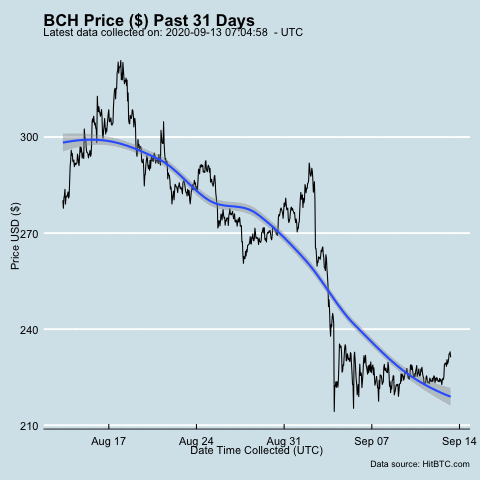 BCH Price ($) Past 31 Days
Latest data collected on: 2020-09-13 07:04:58 - UTC
300
270
240
210
Price USD ($)
Aug 17 Aug 24 Aug 31 Sep 07 Sep 14
Date Time Collected (UTC)
Data source: HitBTC.com